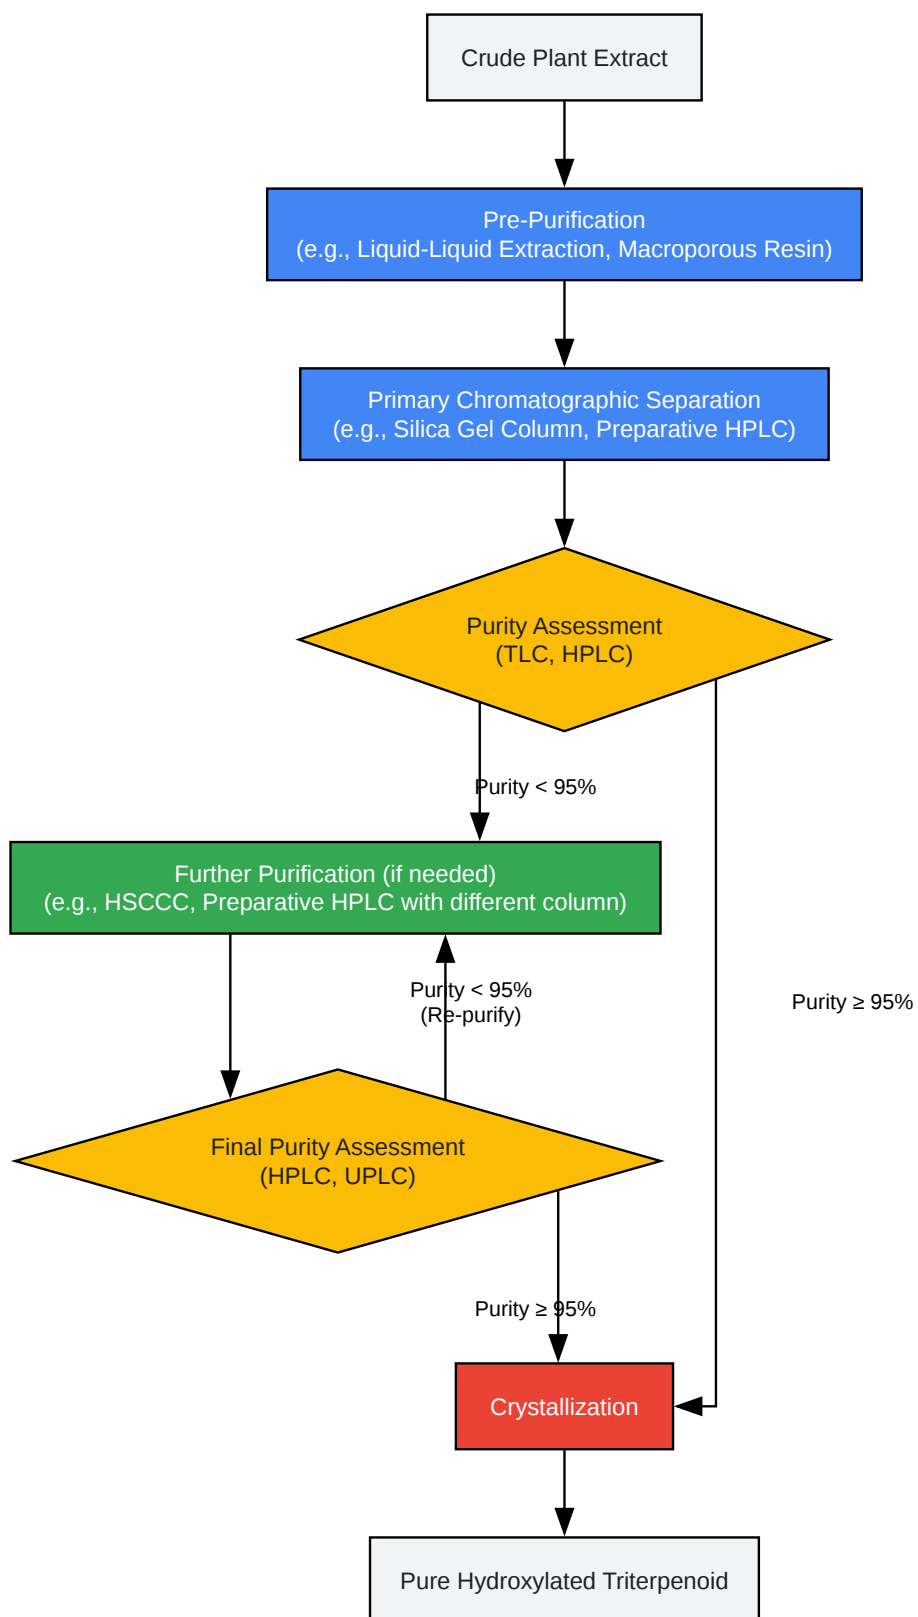 Crude Plant Extract
Pre-Purification
(e.g., Liquid-Liquid Extraction, Macroporous Resin)
Primary Chromatographic Separation
(e.g., Silica Gel Column, Preparative HPLC)
Purity Assessment
(TLC, HPLC)
Purity < 95%
Further Purification (if needed)
(e.g., HSCCC, Preparative HPLC with different column)
Purity < 95%
(Re-purify)
Purity ≥ 95%
Final Purity Assessment
(HPLC, UPLC)
Purity ≥ 95%
Crystallization
Pure Hydroxylated Triterpenoid